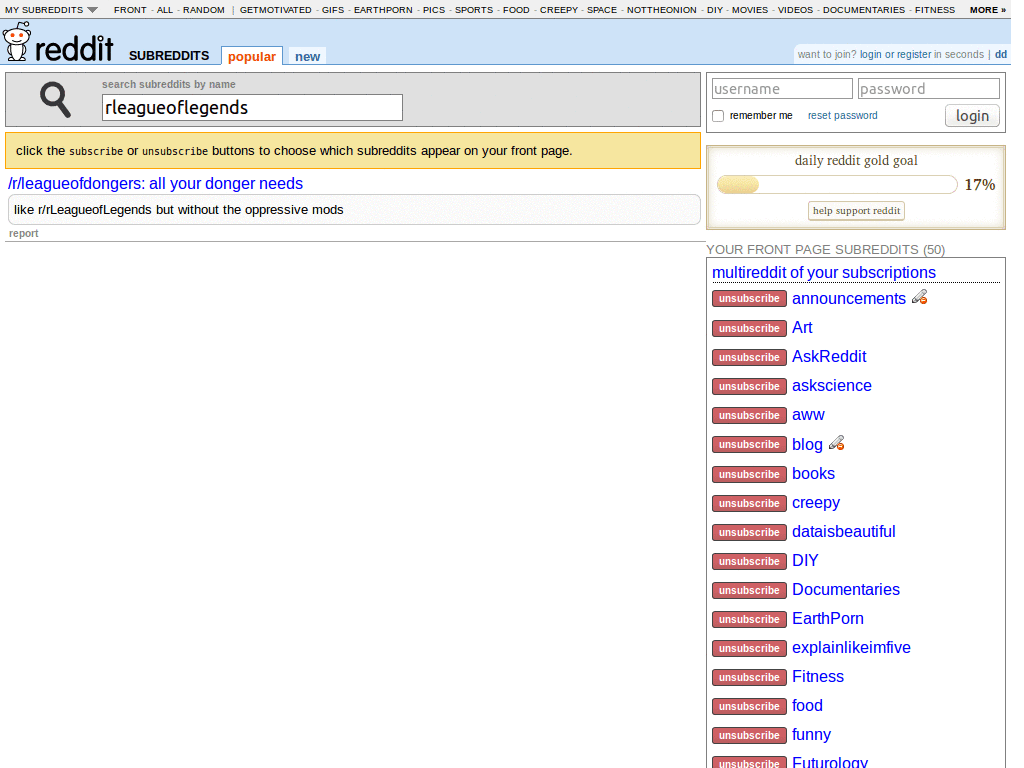 MY SUBREDDITS FRONT - ALL - RANDOM | GETMOTIVATED - GIFS - EARTHPORN - PICS - SPORTS - FOOD - CREEPY - SPACE - NOTTHEONION - DIY - MOVIES - VIDEOS - DOCUMENTARIES - FITNESS MORE »
reddit SUBREDDITS popular new
want to join? login or register in seconds | dd
search subreddits by name
rleagueoflegends
click the subscribe or unsubscribe buttons to choose which subreddits appear on your front page.
/r/leagueofdongers: all your donger needs
like r/rLeagueofLegends but without the oppressive mods
report
username password
remember me reset password login
daily reddit gold goal
17%
help support reddit
YOUR FRONT PAGE SUBREDDITS (50)
multireddit of your subscriptions
unsubscribe announcements
unsubscribe Art
unsubscribe AskReddit
unsubscribe askscience
unsubscribe aww
unsubscribe blog
unsubscribe books
unsubscribe creepy
unsubscribe dataisbeautiful
unsubscribe DIY
unsubscribe Documentaries
unsubscribe EarthPorn
unsubscribe explainlikeimfive
unsubscribe Fitness
unsubscribe food
unsubscribe funny
unsubscribe Futurology